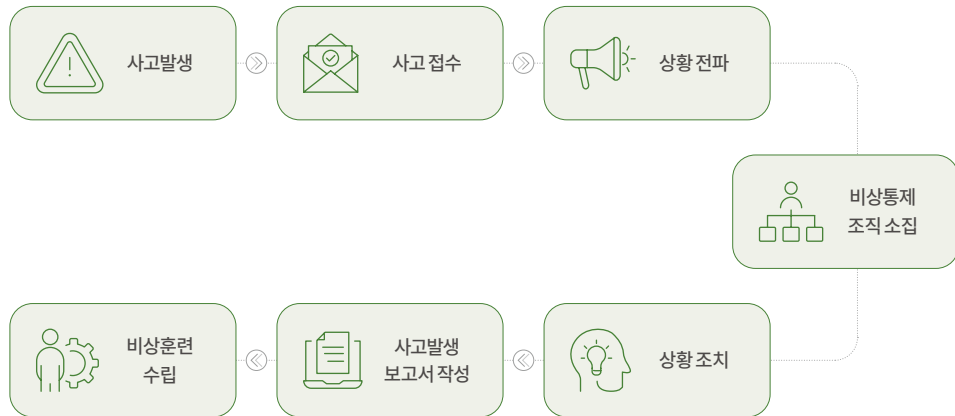 사고발생
사고 접수
상황 전파
비상통제
조직 소집
상황 조치
사고발생
보고서 작성
비상훈련
수립